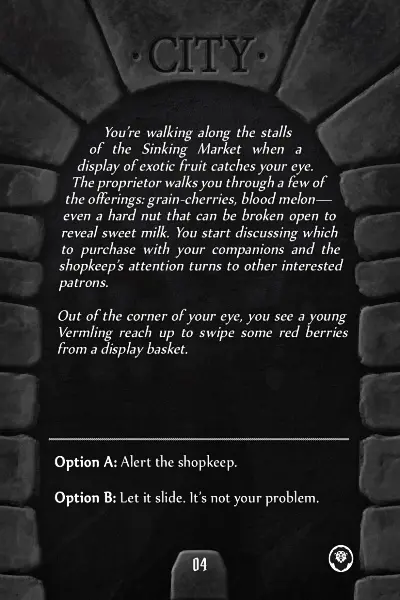 · CITY ·
You're walking along the stalls
of the Sinking Market when a
display of exotic fruit catches your eye.
The proprietor walks you through a few of
the offerings: grain-cherries, blood melon—
even a hard nut that can be broken open to
reveal sweet milk. You start discussing which
to purchase with your companions and the
shopkeep's attention turns to other interested
patrons.
Out of the corner of your eye, you see a young
Vermling reach up to swipe some red berries
from a display basket.
Option A: Alert the shopkeep.
Option B: Let it slide. It's not your problem.
04